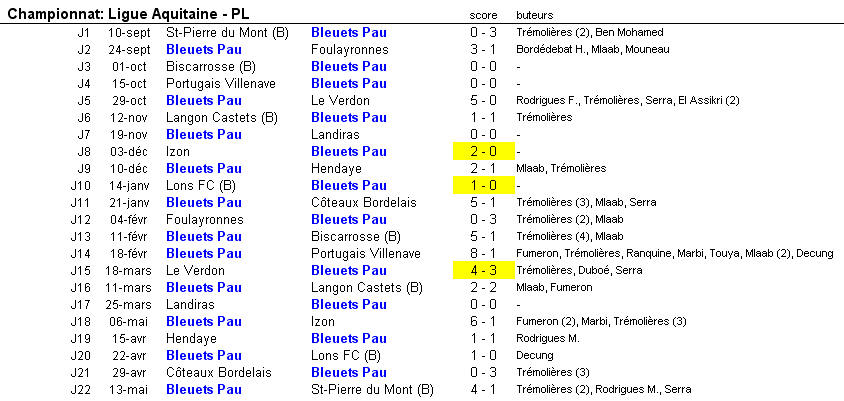 Championnat: Ligue Aquitaine - PL score buteurs
J1 10-sept St-Pierre du Mont (B) Bleuets Pau 0 - 3 Trémolières (2), Ben Mohamed
J2 24-sept Bleuets Pau Foulayronnes 3 - 1 Bordédebat H., Mlaab, Mouneau
J3 01-oct Biscarrosse (B) Bleuets Pau 0 - 0 -
J4 15-oct Portugais Villenave Bleuets Pau 0 - 0 -
J5 29-oct Bleuets Pau Le Verdon 5 - 0 Rodrigues F., Trémolières, Serra, El Assikri (2)
J6 12-nov Langon Castets (B) Bleuets Pau 1 - 1 Trémolières
J7 19-nov Bleuets Pau Landiras 0 - 0 -
J8 03-déc Izon Bleuets Pau 2 - 0 -
J9 10-déc Bleuets Pau Hendaye 2 - 1 Mlaab, Trémolières
J10 14-janv Lons FC (B) Bleuets Pau 1 - 0 -
J11 21-janv Bleuets Pau Côteaux Bordelais 5 - 1 Trémolières (3), Mlaab, Serra
J12 04-févr Foulayronnes Bleuets Pau 0 - 3 Trémolières (2), Mlaab
J13 11-févr Bleuets Pau Biscarrosse (B) 5 - 1 Trémolières (4), Mlaab
J14 18-févr Bleuets Pau Portugais Villenave 8 - 1 Fumeron, Trémolières, Ranquine, Marbi, Touya, Mlaab (2), Decung
J15 18-mars Le Verdon Bleuets Pau 4 - 3 Trémolières, Duboé, Serra
J16 11-mars Bleuets Pau Langon Castets (B) 2 - 2 Mlaab, Fumeron
J17 25-mars Landiras Bleuets Pau 0 - 0 -
J18 06-mai Bleuets Pau Izon 6 - 1 Fumeron (2), Marbi, Trémolières (3)
J19 15-avr Hendaye Bleuets Pau 1 - 1 Rodrigues M.
J20 22-avr Bleuets Pau Lons FC (B) 1 - 0 Decung
J21 29-avr Côteaux Bordelais Bleuets Pau 0 - 3 Trémolières (3)
J22 13-mai Bleuets Pau St-Pierre du Mont (B) 4 - 1 Trémolières (2), Rodrigues M., Serra